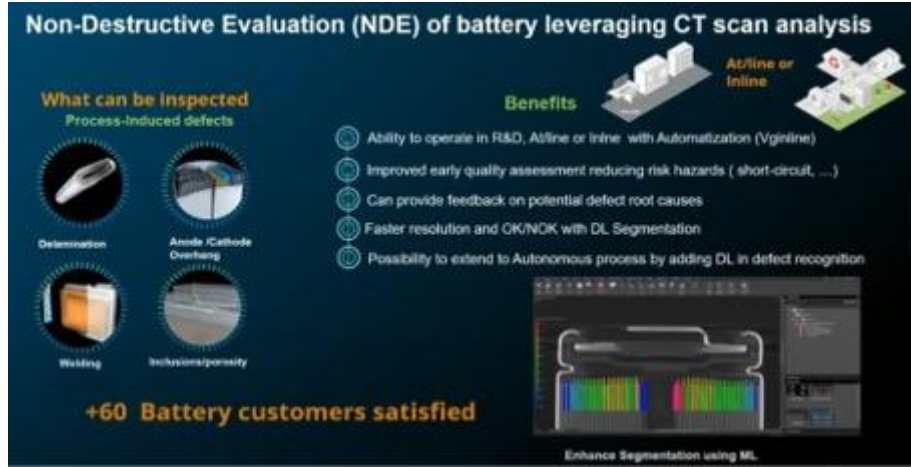 Non-Destructive Evaluation (NDE) of battery leveraging CT scan analysis
At/line or
Inline
What can be inspected
Process-Induced defects
Benefits
Ability to operate in R&D, At/line or Inline with Automatization (Vginline)
Improved early quality assessment reducing risk hazards ( short-circuit, ...)
Can provide feedback on potential defect root causes
Faster resolution and OK/NOK with DL Segmentation
Possibility to extend to Autonomous process by adding DL in defect recognition
Delamination
Anode /Cathode
Overhang
Welding
Inclusions/porosity
+60 Battery customers satisfied
Enhance Segmentation using ML